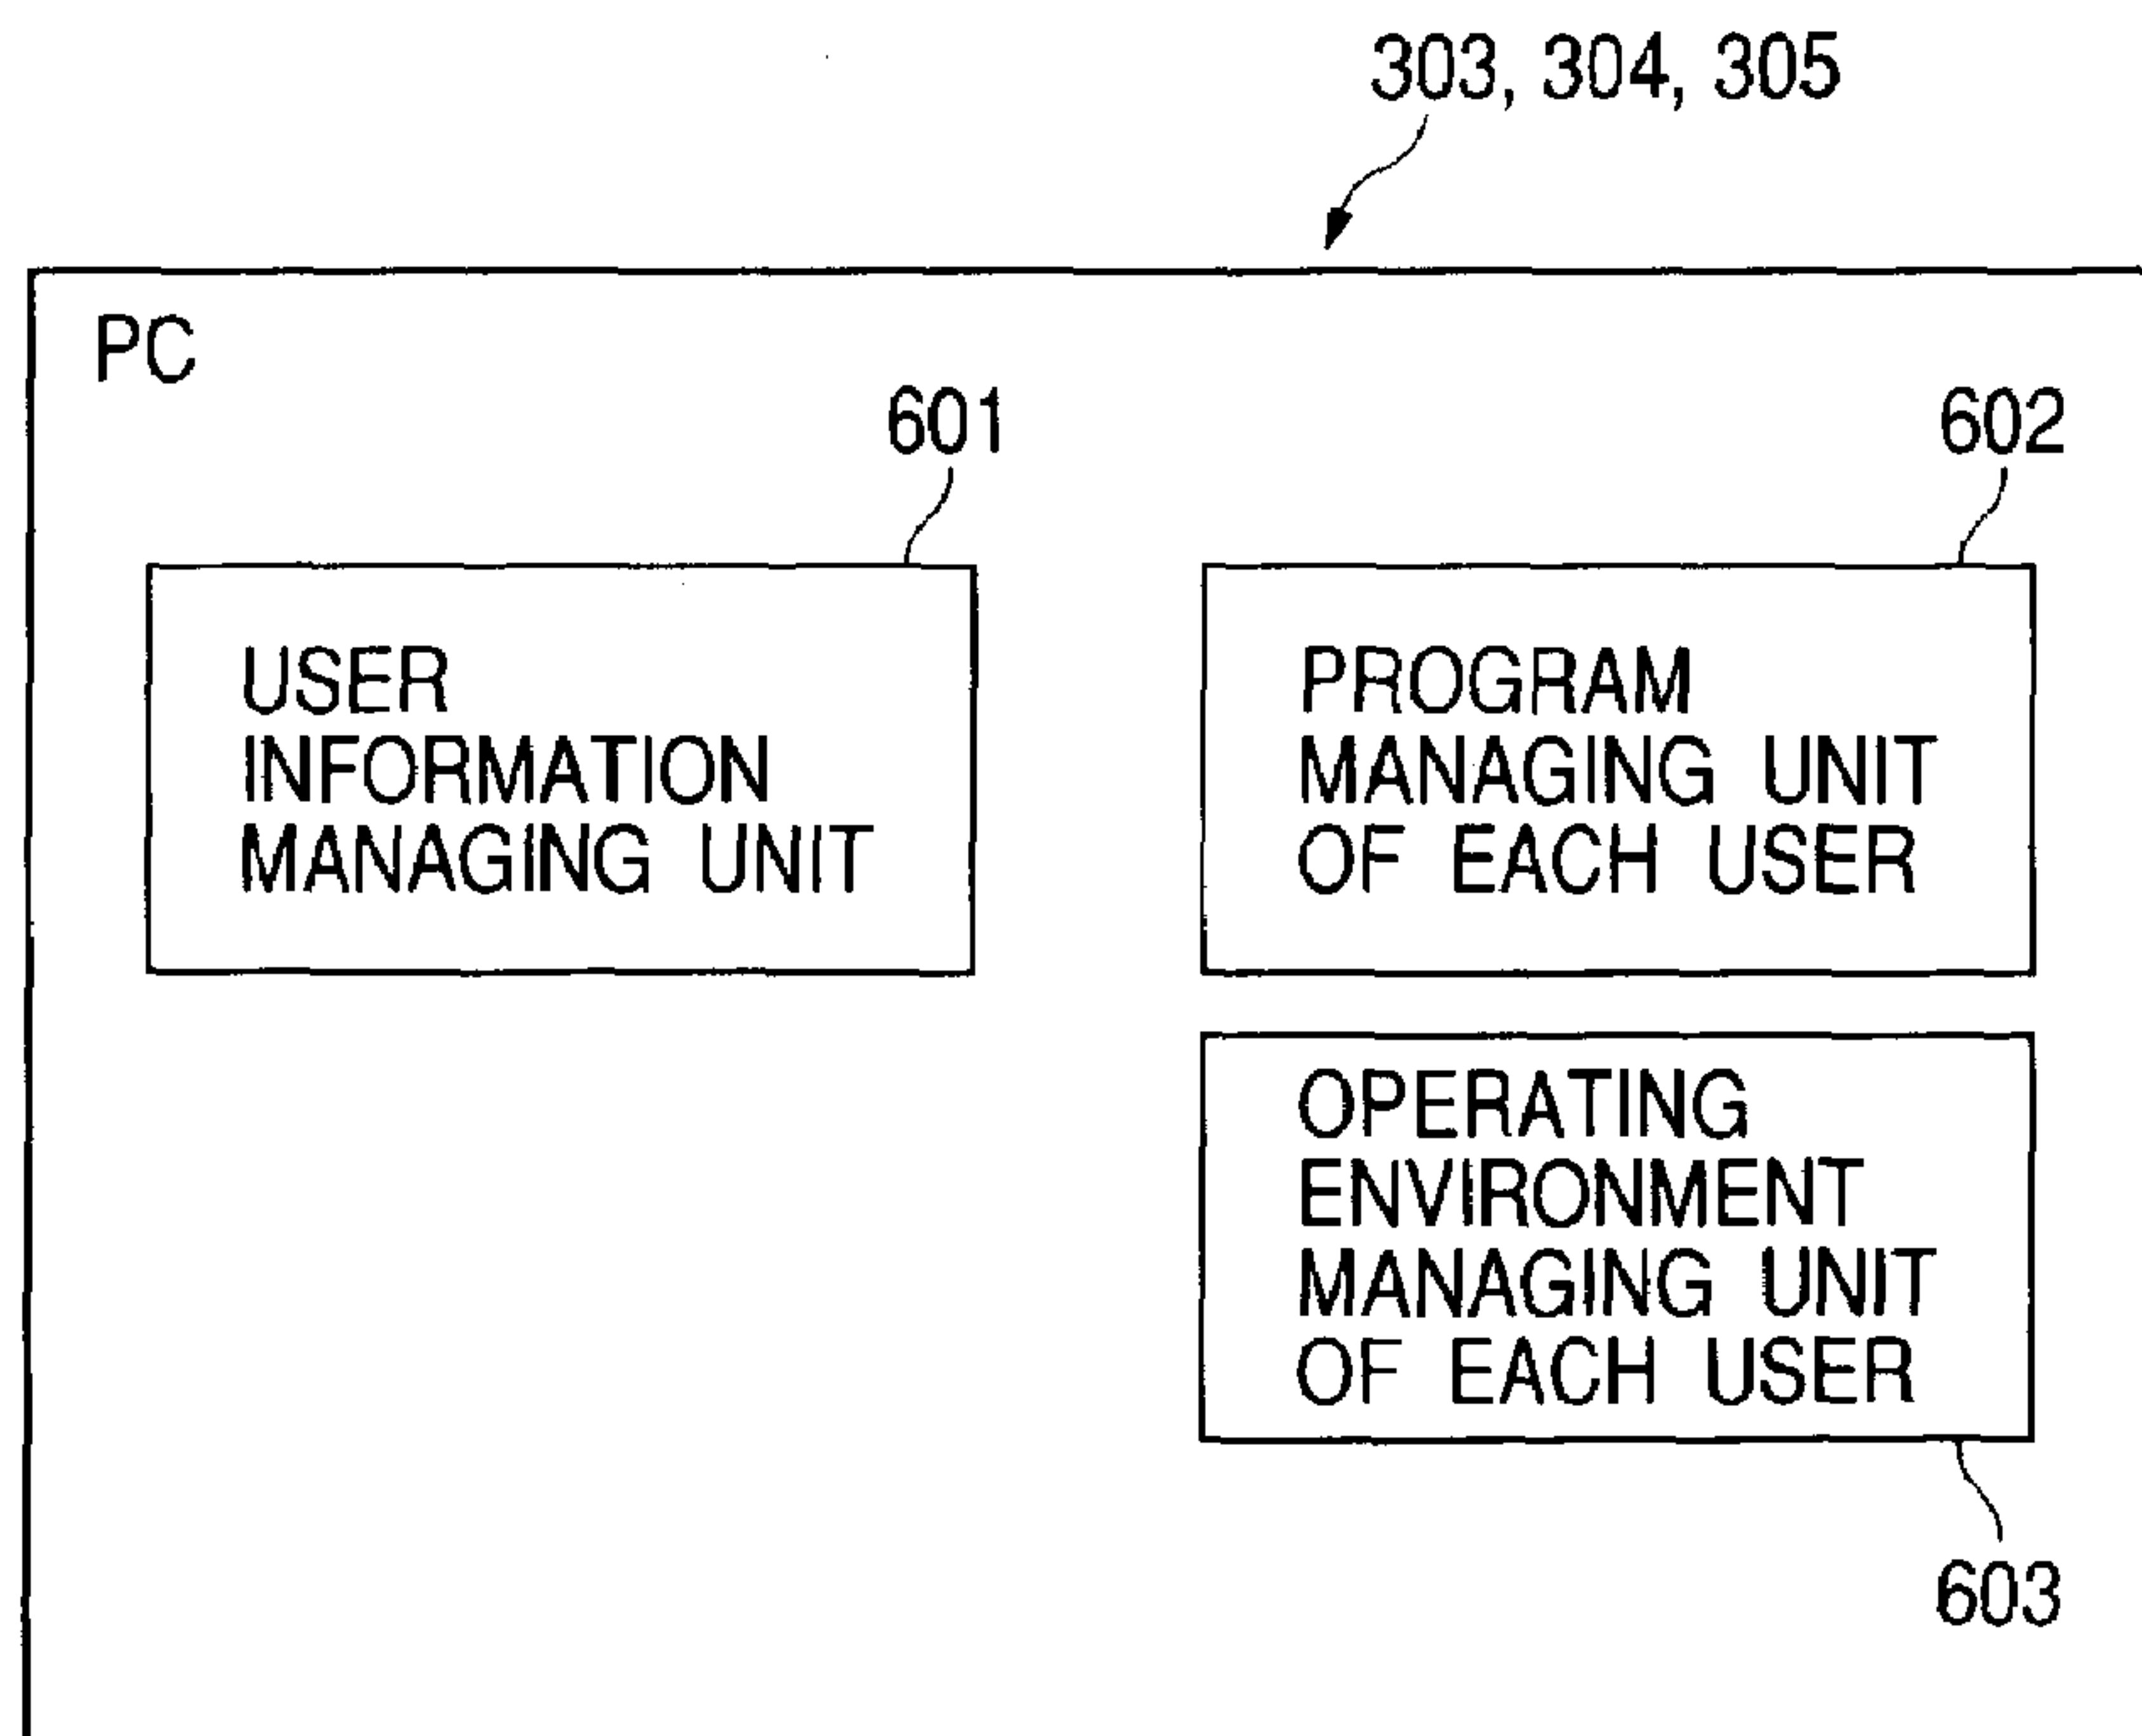 303, 304, 305
PC
601
602
USER
INFORMATION
MANAGING UNIT
PROGRAM
MANAGING UNIT
OF EACH USER
OPERATING
ENVIRONMENT
MANAGING UNIT
OF EACH USER
603